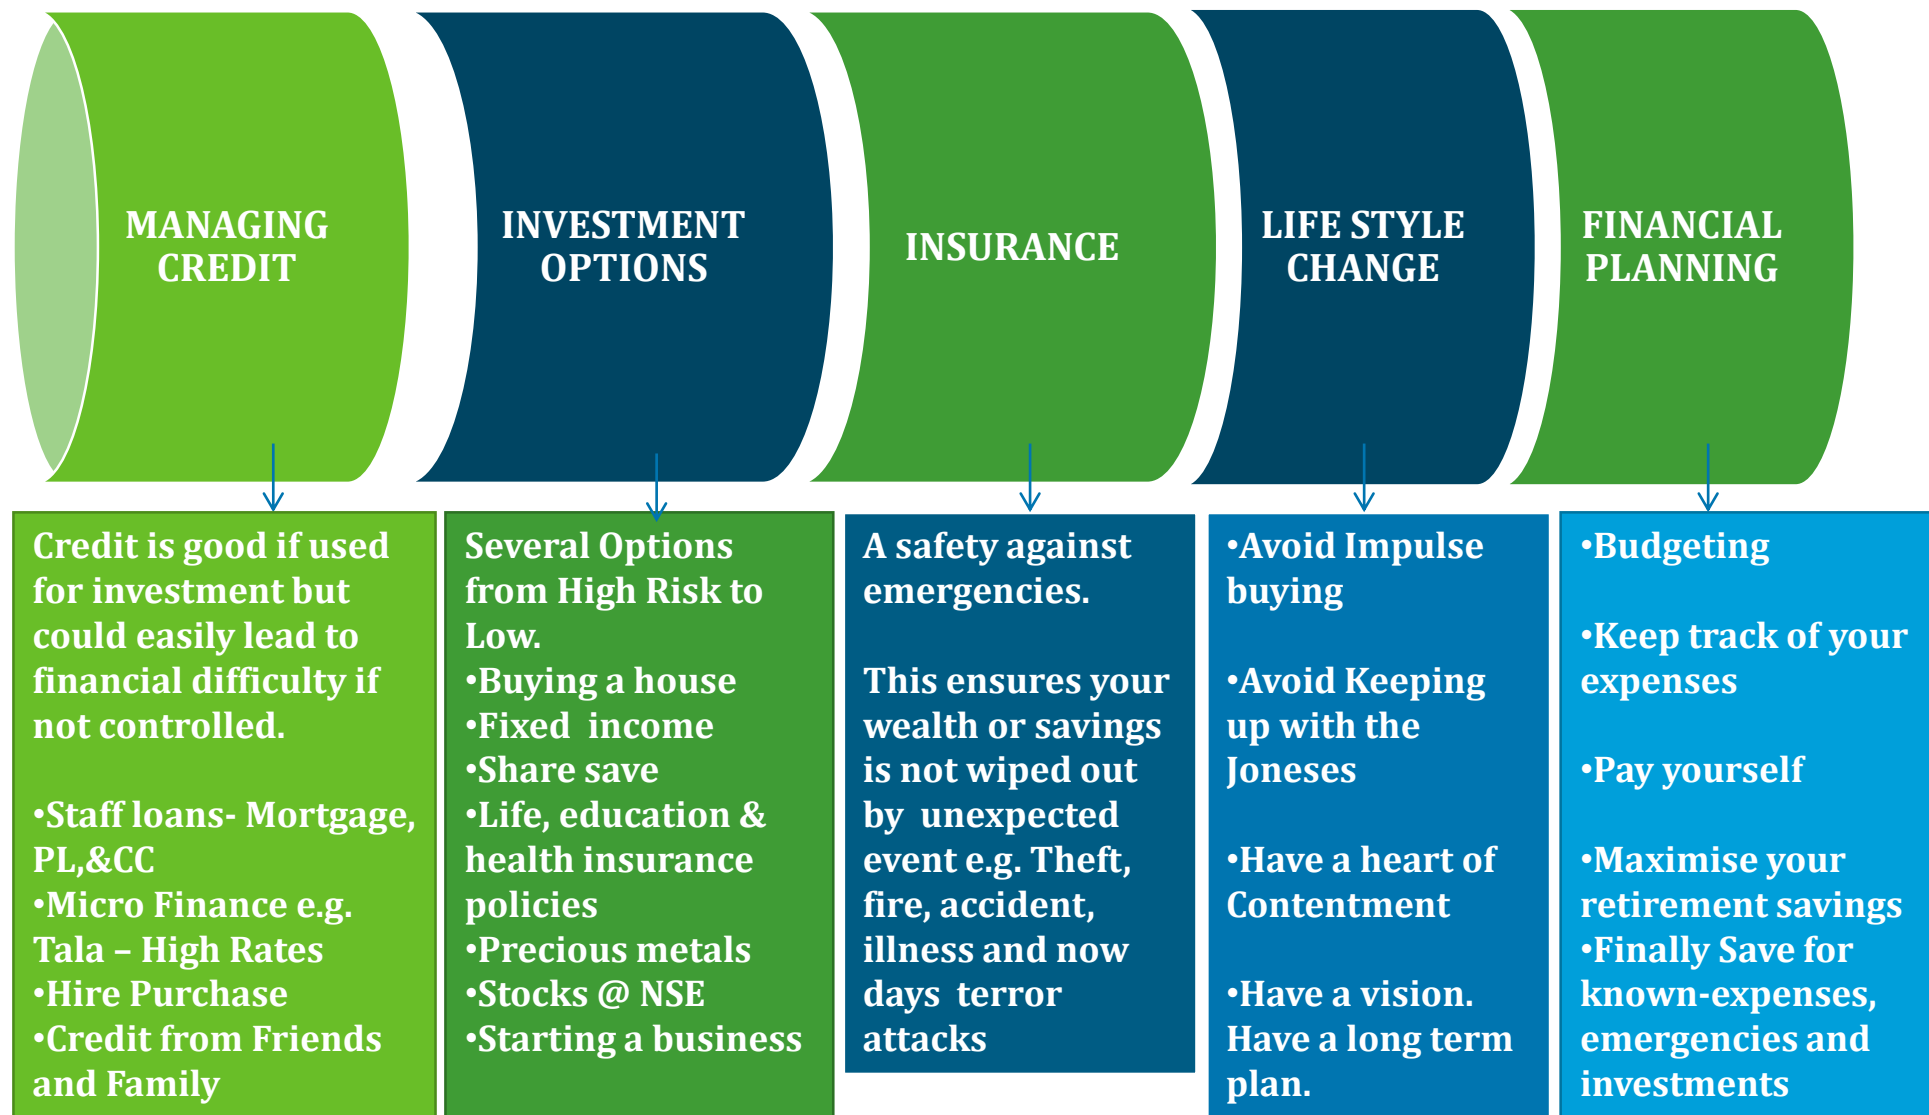 MANAGING
CREDIT
INVESTMENT
OPTIONS
INSURANCE
LIFE STYLE
CHANGE
FINANCIAL
PLANNING
Credit is good if used
for investment but
could easily lead to
financial difficulty if
not controlled.
•Staff loans- Mortgage,
PL,&CC
•Micro Finance e.g.
Tala – High Rates
•Hire Purchase
•Credit from Friends
and Family
Several Options
from High Risk to
Low.
•Buying a house
•Fixed  income
•Share save
•Life, education &
health insurance
policies
•Precious metals
•Stocks @ NSE
•Starting a business
A safety against
emergencies.
This ensures your
wealth or savings
is not wiped out
by  unexpected
event e.g. Theft,
fire, accident,
illness and now
days  terror
attacks
•Avoid Impulse
buying
•Avoid Keeping
up with the
Joneses
•Have a heart of
Contentment
•Have a vision.
Have a long term
plan.
•Budgeting
•Keep track of your
expenses
•Pay yourself
•Maximise your
retirement savings
•Finally Save for
known-expenses,
emergencies and
investments